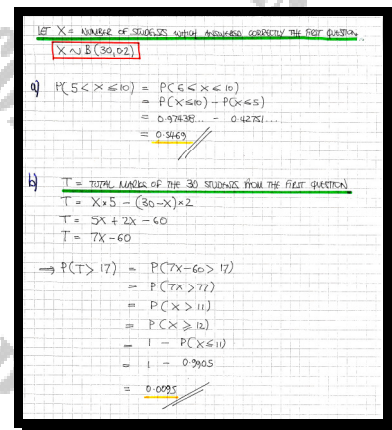 LET X = NUMBER OF STUDENTS WHICH ANSWERED CORRECTLY THE FIRST QUESTION
X ~ B(30, 0.2)
a) P(5 < X ≤ 10) = P(6 ≤ X ≤ 10)
= P(X ≤ 10) - P(X ≤ 5)
= 0.97438... - 0.42751...
= 0.5469
b) T = TOTAL MARKS OF THE 30 STUDENTS FROM THE FIRST QUESTION
T = X×5 - (30-X)×2
T = 5X + 2X - 60
T = 7X - 60
⟹ P(T > 17) = P(7X - 60 > 17)
= P(7X > 77)
= P(X > 11)
= P(X ≥ 12)
= 1 - P(X ≤ 11)
= 1 - 0.9905
= 0.0095